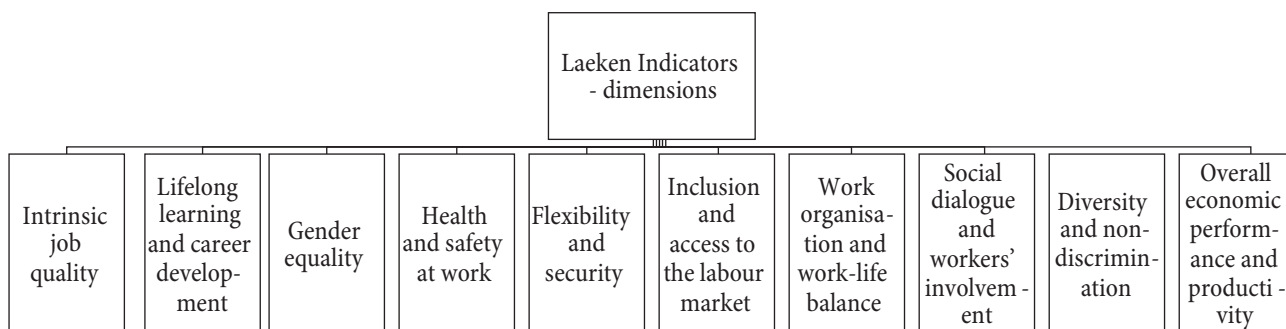 Laeken Indicators
- dimensions
Intrinsic
job
quality
Lifelong
learning
and career
develop-
ment
Gender
equality
Health
and safety
at work
Flexibility
and
security
Inclusion
and
access to
the labour
market
Work
organisa-
tion and
work-life
balance
Social
dialogue
and
workers’
involvem -
ent
Diversity
and non-
discrimin-
ation
Overall
economic
perform-
ance and
producti -
vity